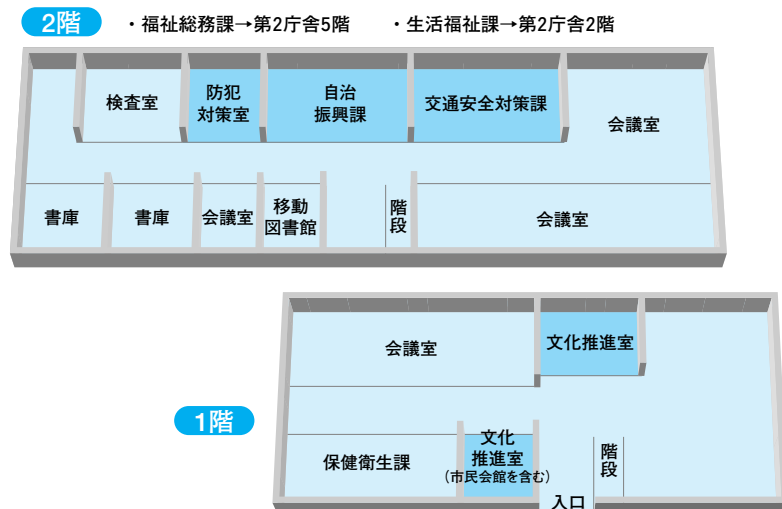 2階
・福祉総務課→第2庁舎5階 ・生活福祉課→第2庁舎2階
検査室
防犯
対策室
自治
振興課
交通安全対策課
会議室
書庫
書庫
会議室
移動
図書館
階段
会議室
1階
会議室
文化推進室
保健衛生課
文化
推進室
(市民会館を含む)
階段
入口